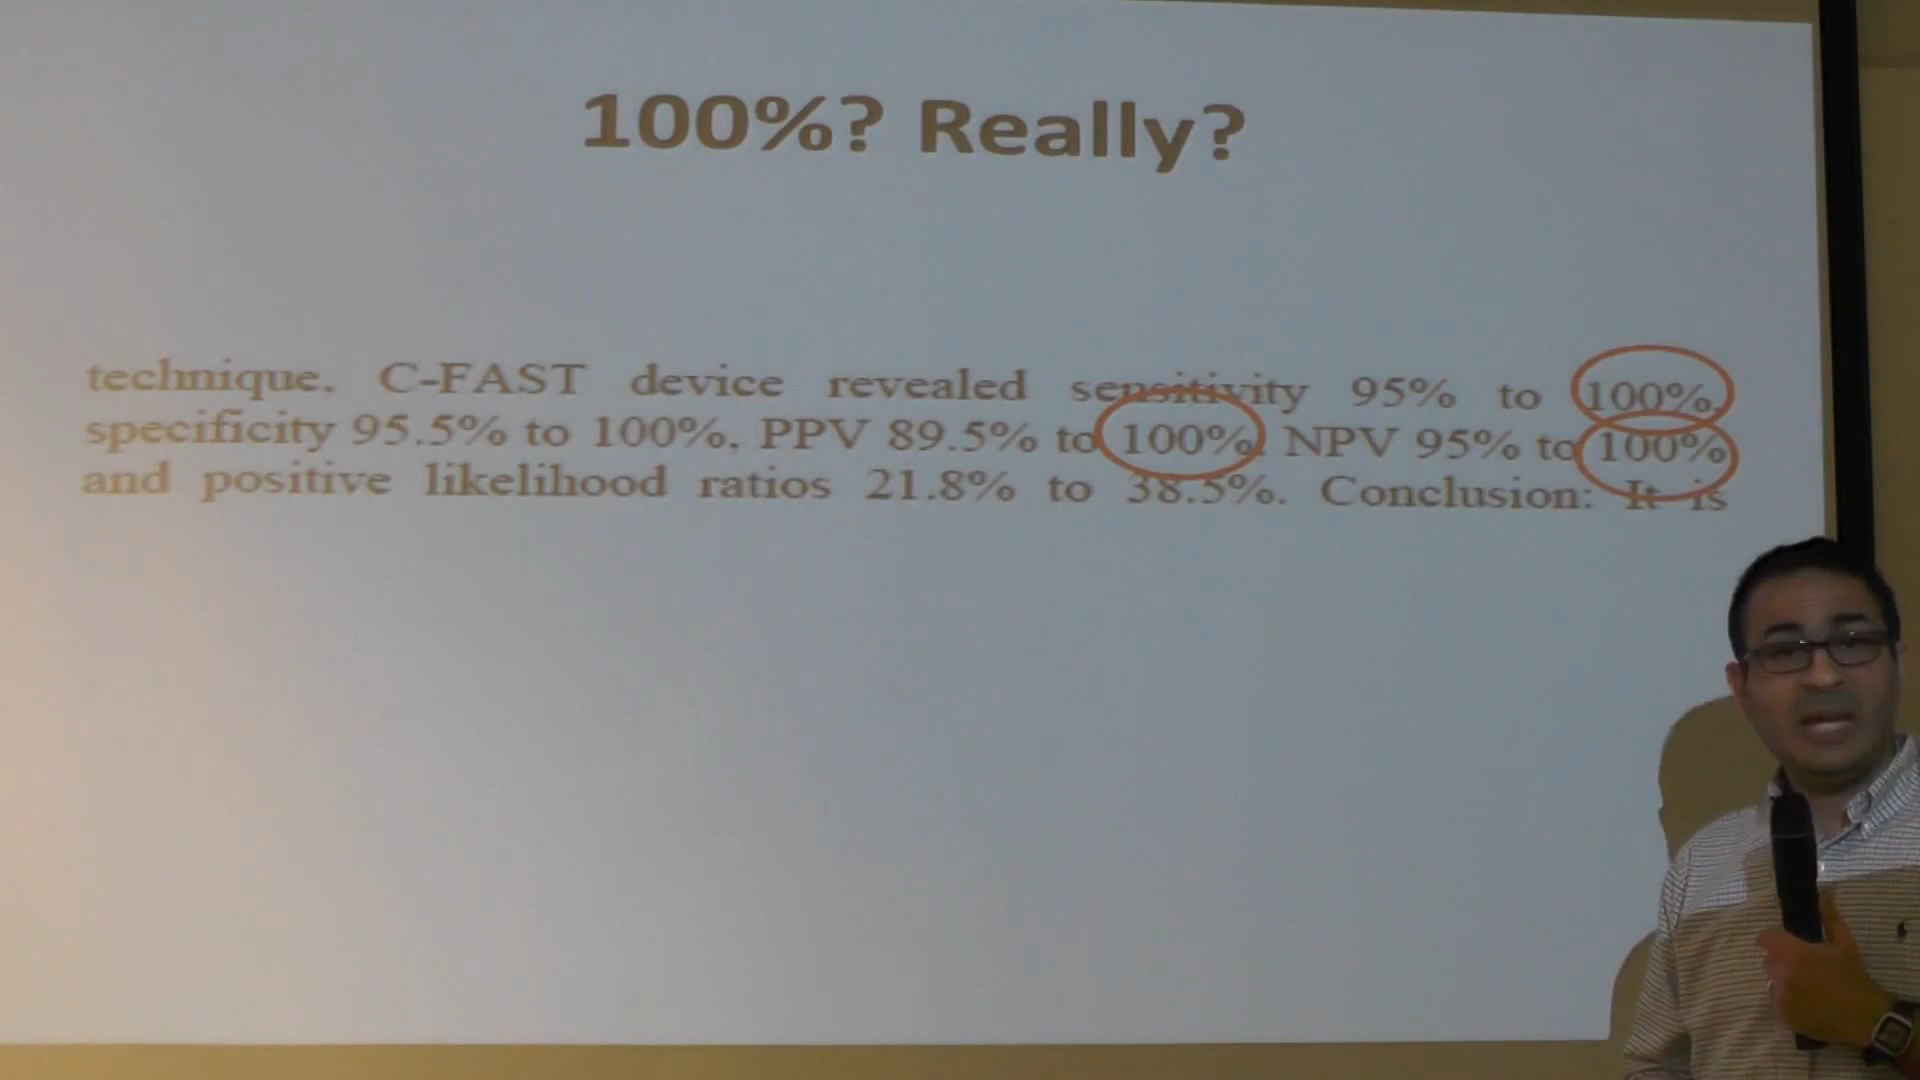 100%? Really?
technique, C-FAST device revealed sensitivity 95% to 100%,
specificity 95.5% to 100%, PPV 89.5% to 100%, NPV 95% to 100%
and positive likelihood ratios 21.8% to 38.5%. Conclusion: It is